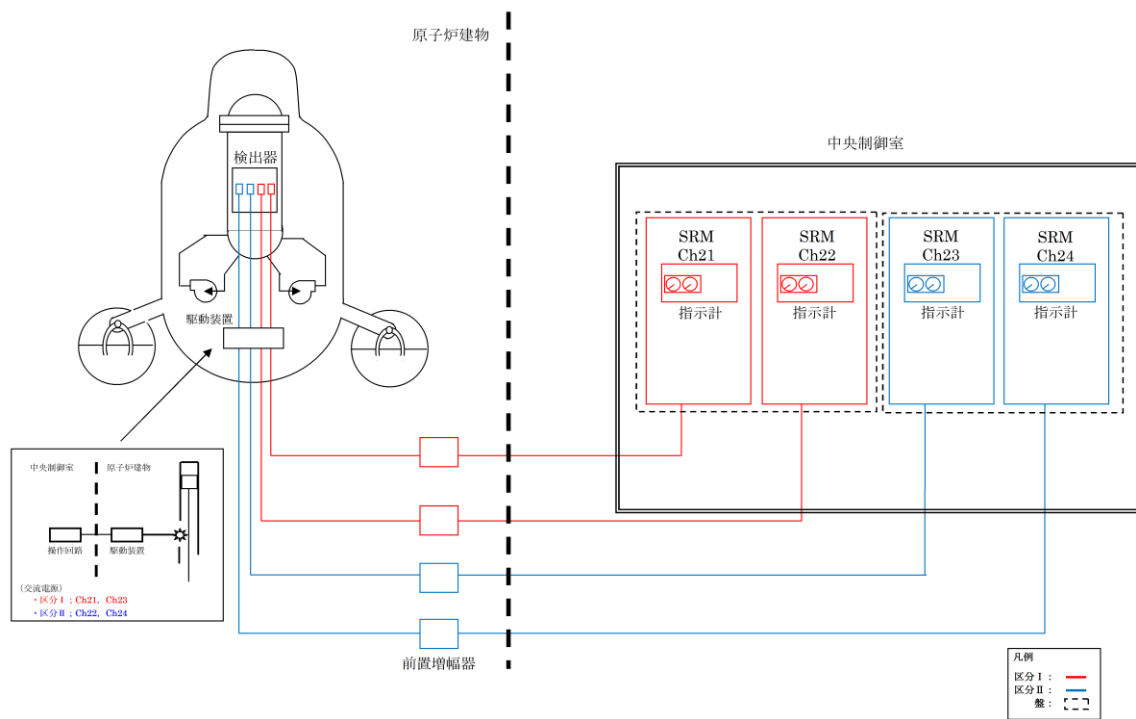 原子炉建物
中央制御室
検出器
SRM
Ch21
指示計
SRM
Ch22
指示計
SRM
Ch23
指示計
SRM
Ch24
指示計
駆動装置
中央制御室
原子炉建物
操作回路
駆動装置
(交流電源)
・区分Ⅰ；Ch21, Ch23
・区分Ⅱ；Ch22, Ch24
前置増幅器
凡例
区分Ⅰ：
区分Ⅱ：
盤：